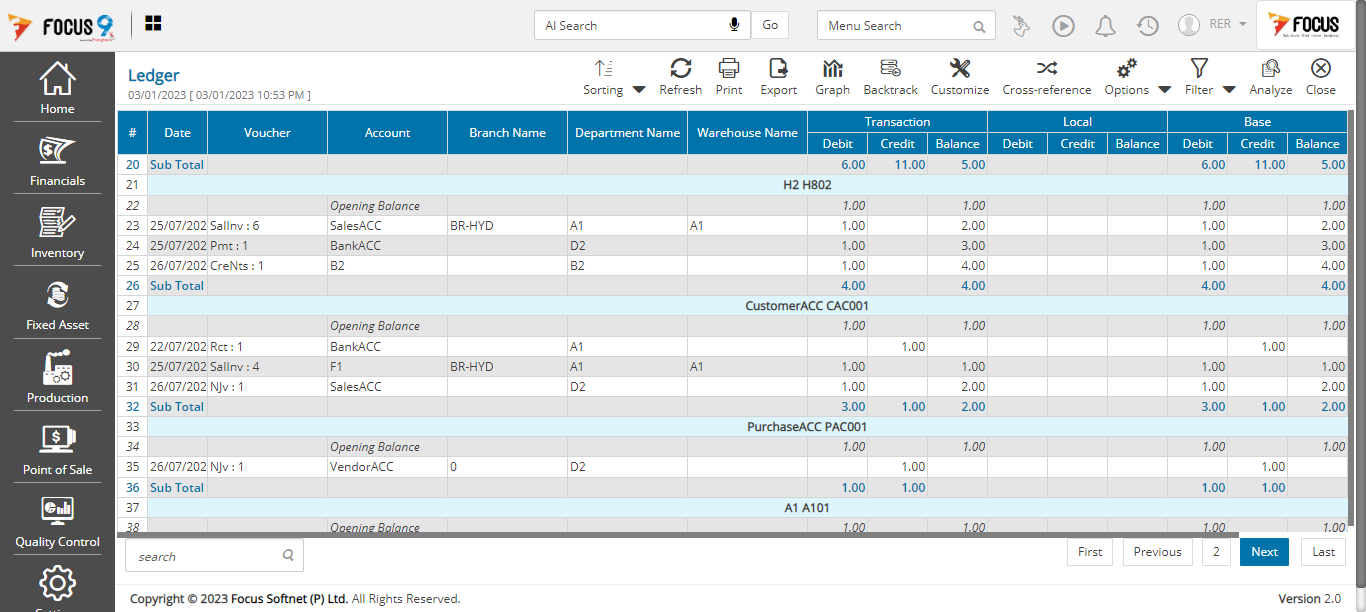 FOCUS 9
AI Search Go Menu Search RER FOCUS
Home
Financials
Inventory
Fixed Asset
Production
Point of Sale
Quality Control
Ledger
03/01/2023 [ 03/01/2023 10:53 PM ]
Sorting Refresh Print Export Graph Backtrack Customize Cross-reference Options Filter Analyze Close
# Date Voucher Account Branch Name Department Name Warehouse Name Transaction Local Base
Debit Credit Balance Debit Credit Balance Debit Credit Balance
20 Sub Total 6.00 11.00 5.00 6.00 11.00 5.00
21 H2 H802
22 Opening Balance 1.00 1.00 1.00 1.00
23 25/07/202 SalInv : 6 SalesACC BR-HYD A1 A1 1.00 2.00 1.00 2.00
24 25/07/202 Pmt : 1 BankACC D2 1.00 3.00 1.00 3.00
25 26/07/202 CreNts : 1 B2 B2 1.00 4.00 1.00 4.00
26 Sub Total 4.00 4.00 4.00 4.00
27 CustomerACC CAC001
28 Opening Balance 1.00 1.00 1.00 1.00
29 22/07/202 Rct : 1 BankACC A1 1.00 1.00
30 25/07/202 SalInv : 4 F1 BR-HYD A1 A1 1.00 1.00 1.00 1.00
31 26/07/202 NJv : 1 SalesACC D2 1.00 2.00 1.00 2.00
32 Sub Total 3.00 1.00 2.00 3.00 1.00 2.00
33 PurchaseACC PAC001
34 Opening Balance 1.00 1.00 1.00 1.00
35 26/07/202 NJv : 1 VendorACC 0 D2 1.00 1.00
36 Sub Total 1.00 1.00 1.00 1.00
37 A1 A101
38 Opening Balance 1.00 1.00 1.00 1.00
search First Previous 2 Next Last
Copyright © 2023 Focus Softnet (P) Ltd. All Rights Reserved. Version 2.0